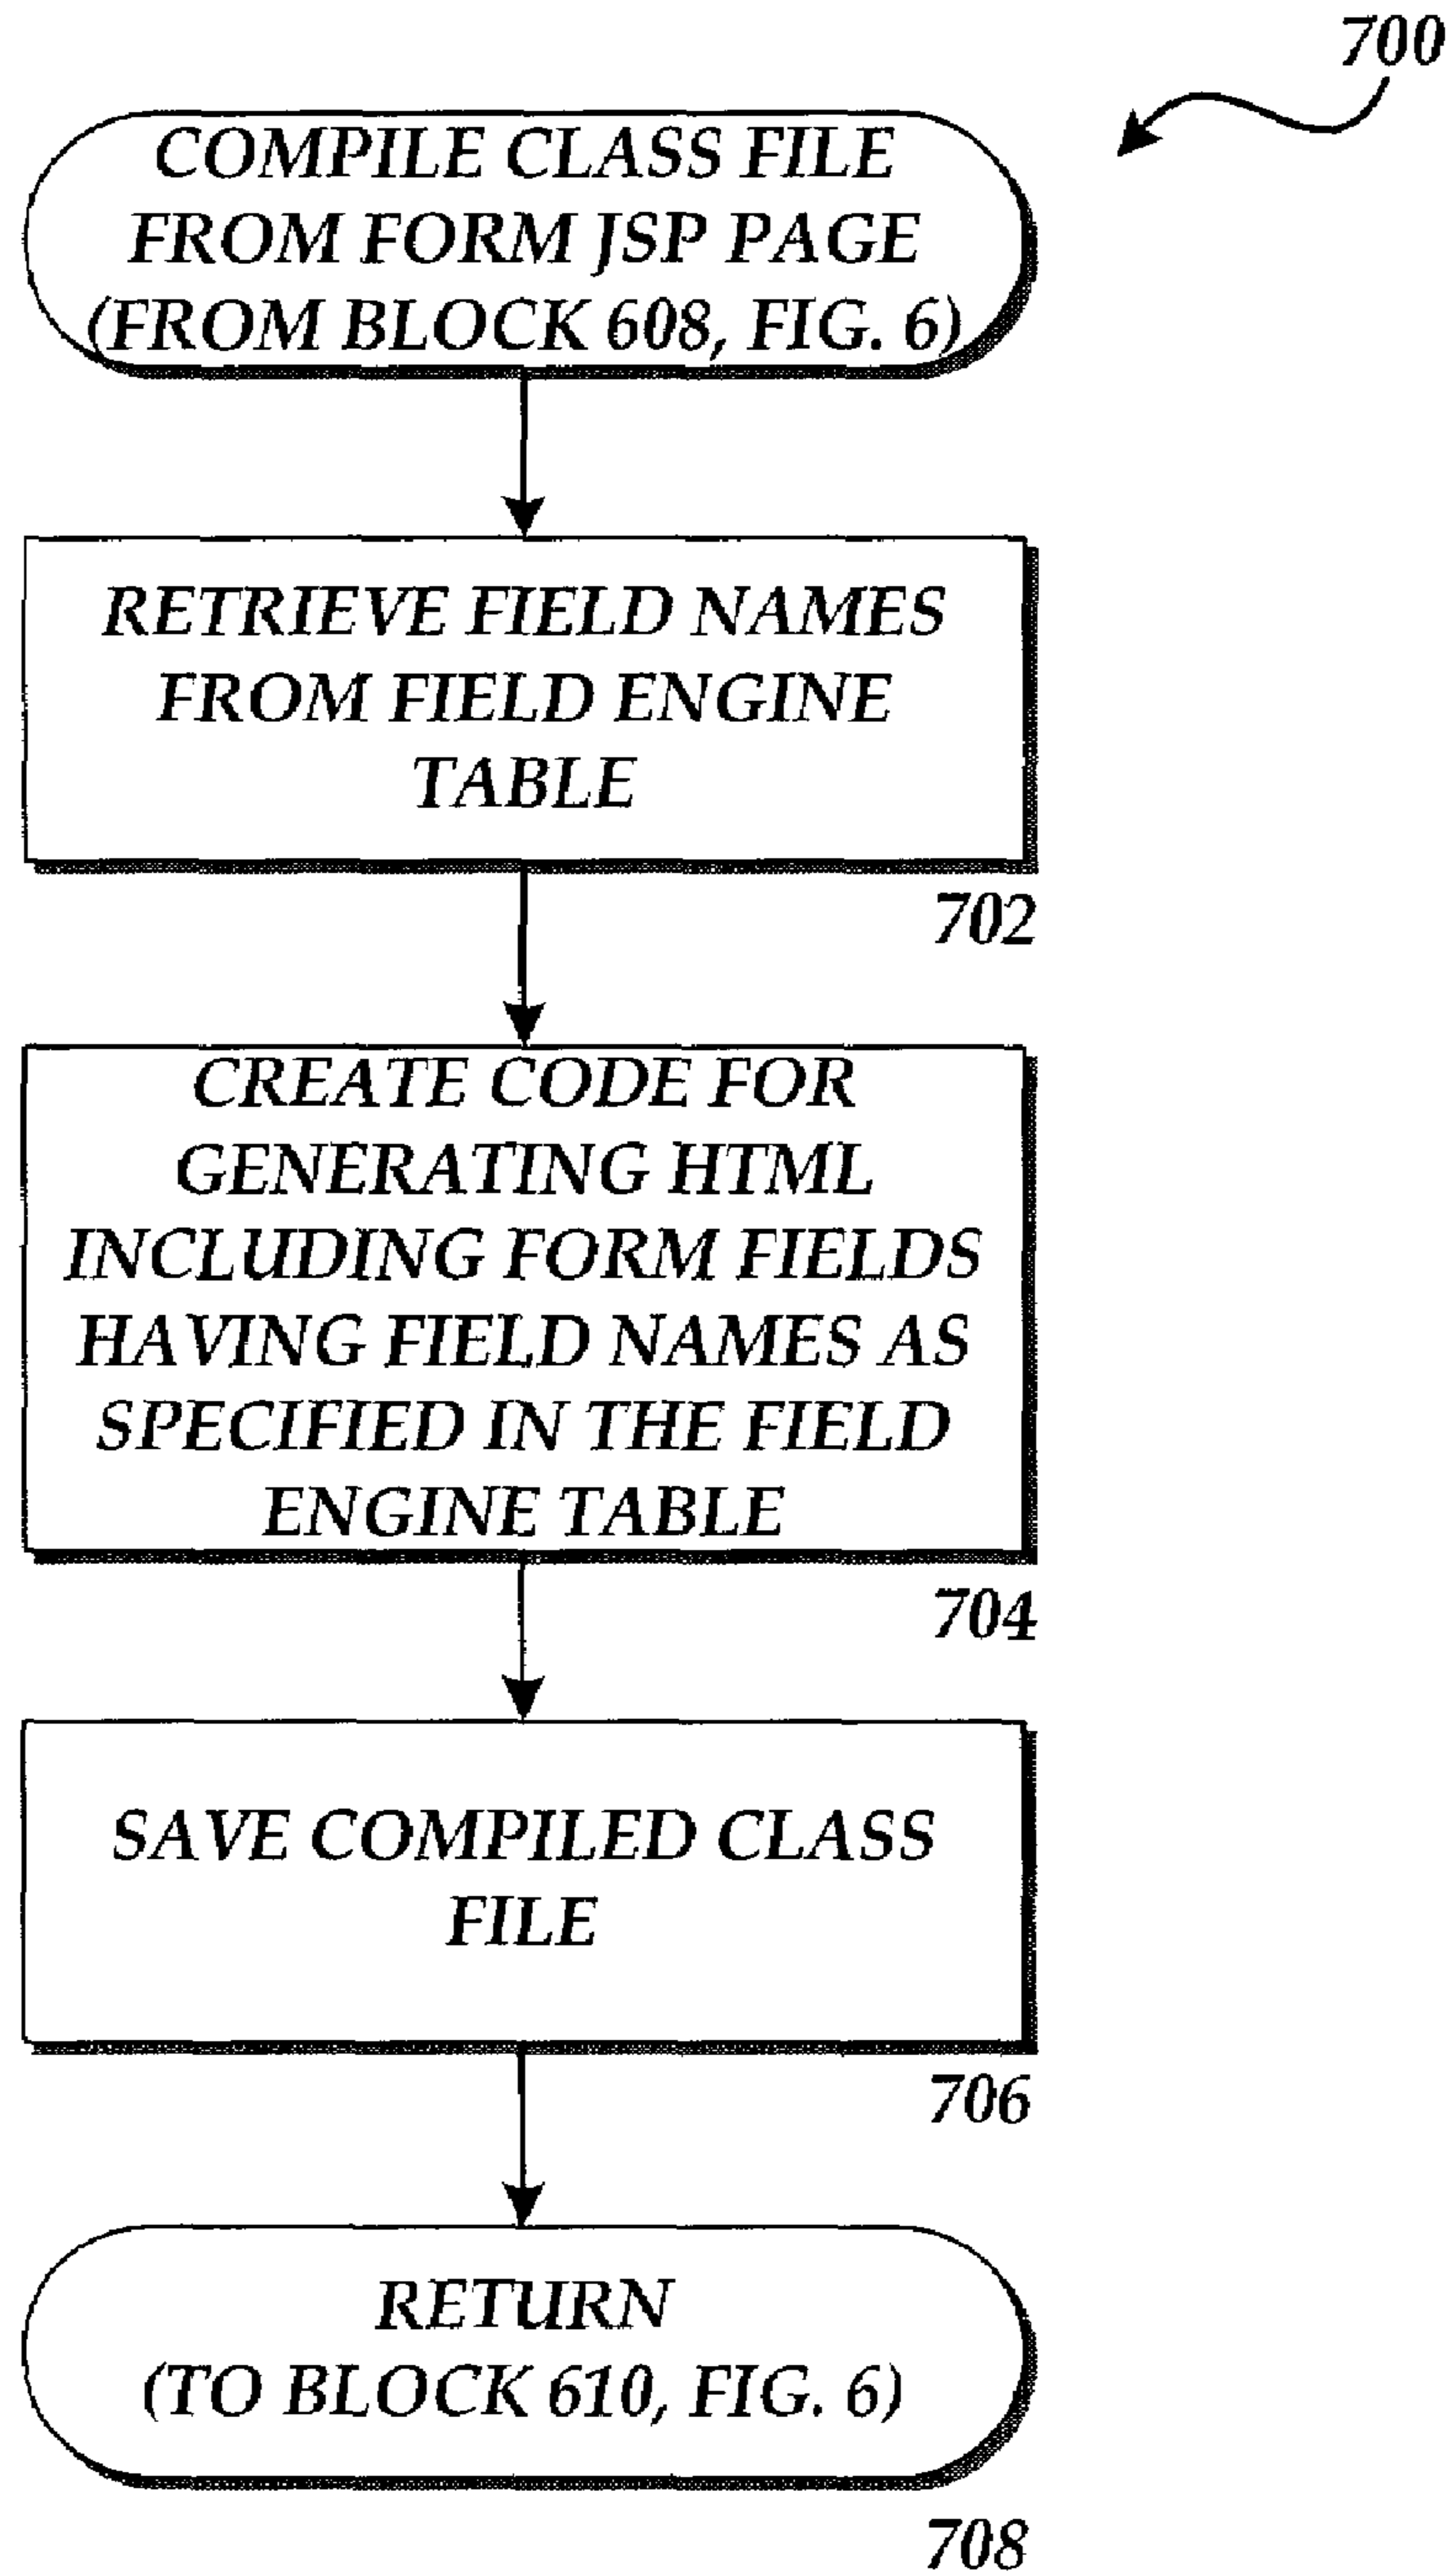 700
COMPILE CLASS FILE
FROM FORM JSP PAGE
(FROM BLOCK 608, FIG. 6)
RETRIEVE FIELD NAMES
FROM FIELD ENGINE
TABLE
702
CREATE CODE FOR
GENERATING HTML
INCLUDING FORM FIELDS
HAVING FIELD NAMES AS
SPECIFIED IN THE FIELD
ENGINE TABLE
704
SAVE COMPILED CLASS
FILE
706
RETURN
(TO BLOCK 610, FIG. 6)
708